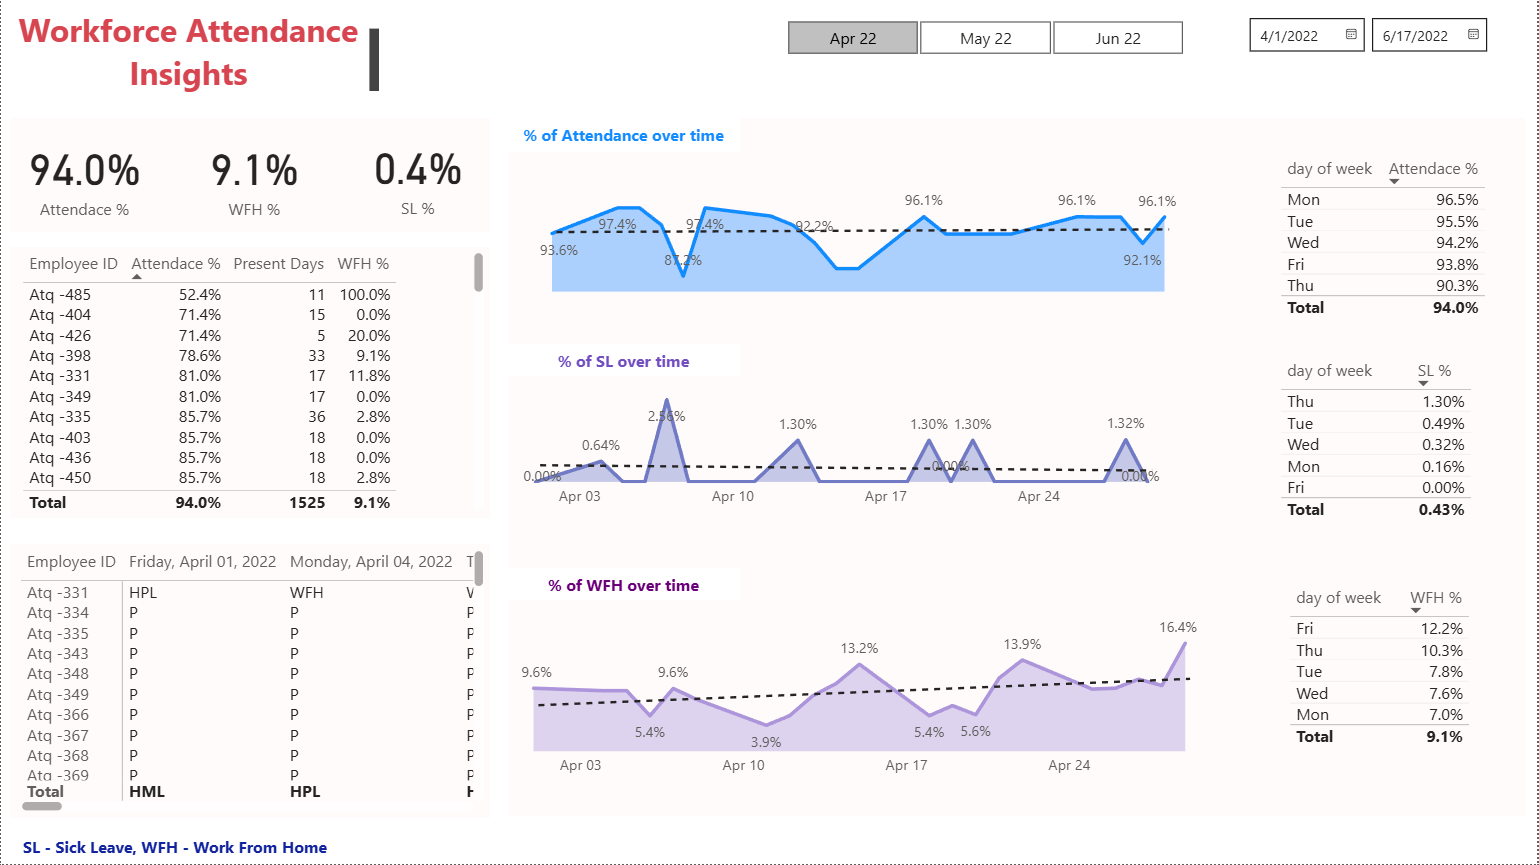 Workforce Attendance
Insights
Apr 22 May 22 Jun 22
4/1/2022 6/17/2022
94.0% 9.1% 0.4%
Attendace % WFH % SL %
Employee ID Attendace % Present Days WFH %
Atq -485 52.4% 11 100.0%
Atq -404 71.4% 15 0.0%
Atq -426 71.4% 5 20.0%
Atq -398 78.6% 33 9.1%
Atq -331 81.0% 17 11.8%
Atq -349 81.0% 17 0.0%
Atq -335 85.7% 36 2.8%
Atq -403 85.7% 18 0.0%
Atq -436 85.7% 18 0.0%
Atq -450 85.7% 18 2.8%
Total 94.0% 1525 9.1%
Employee ID Friday, April 01, 2022 Monday, April 04, 2022 T
Atq -331 HPL WFH
Atq -334 P P P
Atq -335 P P P
Atq -343 P P P
Atq -348 P P P
Atq -349 P P P
Atq -366 P P P
Atq -367 P P P
Atq -368 P P P
Atq -369 P P P
Total HML HPL H
SL - Sick Leave, WFH - Work From Home
% of Attendance over time
93.6% 97.4% 87.2% 97.4% 92.2% 96.1% 96.1% 92.1% 96.1%
day of week Attendace %
Mon 96.5%
Tue 95.5%
Wed 94.2%
Fri 93.8%
Thu 90.3%
Total 94.0%
% of SL over time
0.00% 0.64% 2.56% 1.30% 1.30% 0.00% 1.30% 1.32% 0.00%
Apr 03 Apr 10 Apr 17 Apr 24
day of week SL %
Thu 1.30%
Tue 0.49%
Wed 0.32%
Mon 0.16%
Fri 0.00%
Total 0.43%
% of WFH over time
9.6% 5.4% 9.6% 3.9% 13.2% 5.4% 5.6% 13.9% 16.4%
Apr 03 Apr 10 Apr 17 Apr 24
day of week WFH %
Fri 12.2%
Thu 10.3%
Tue 7.8%
Wed 7.6%
Mon 7.0%
Total 9.1%